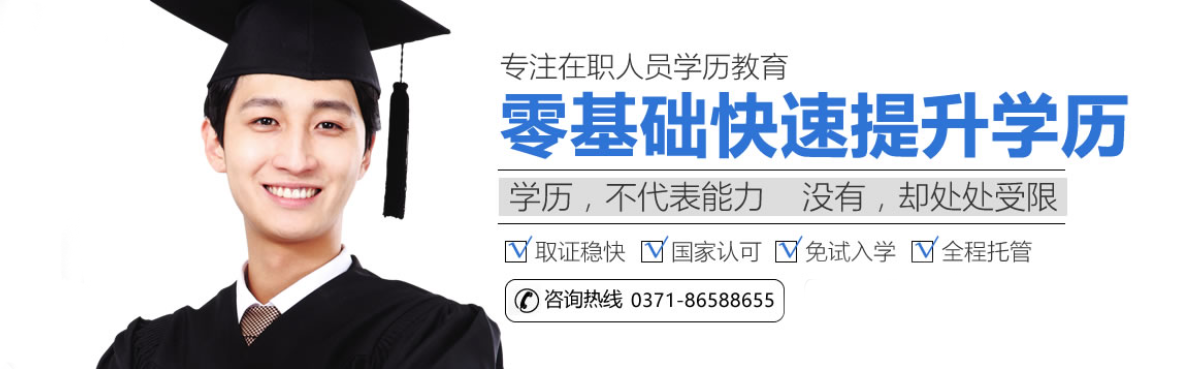 专注在职人员学历教育
零基础快速提升学历
学历，不代表能力 没有，却处处受限
取证稳快 国家认可 免试入学 全程托管
咨询热线 0371-86588655